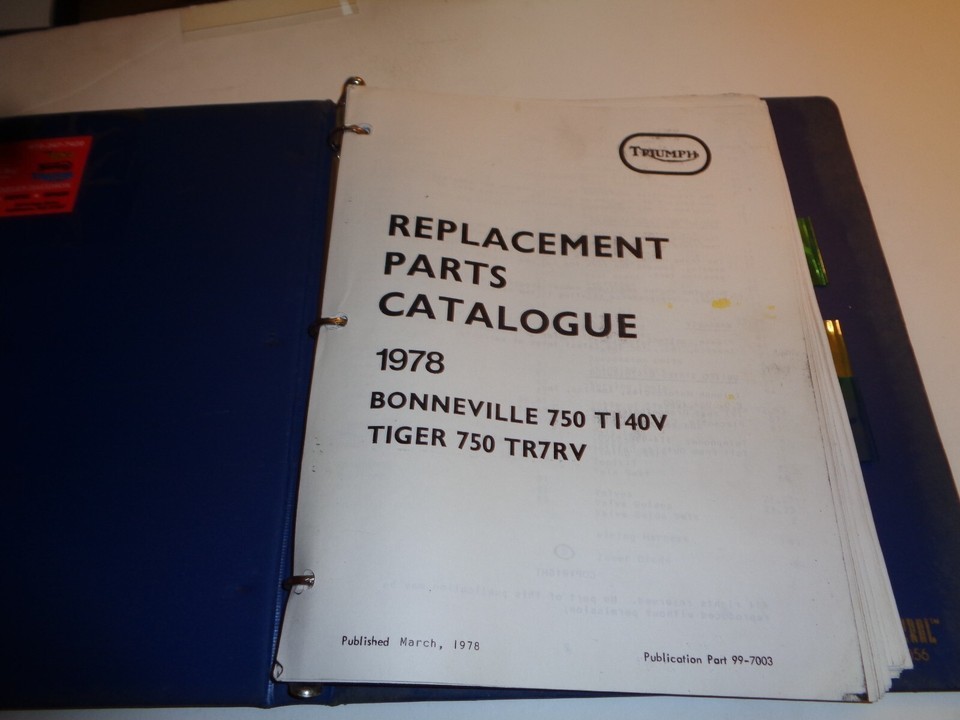 TRIUMPH
REPLACEMENT
PARTS
CATALOGUE
1978
BONNEVILLE 750 T140V
TIGER 750 TR7RV
Published March, 1978
Publication Part 99-7003